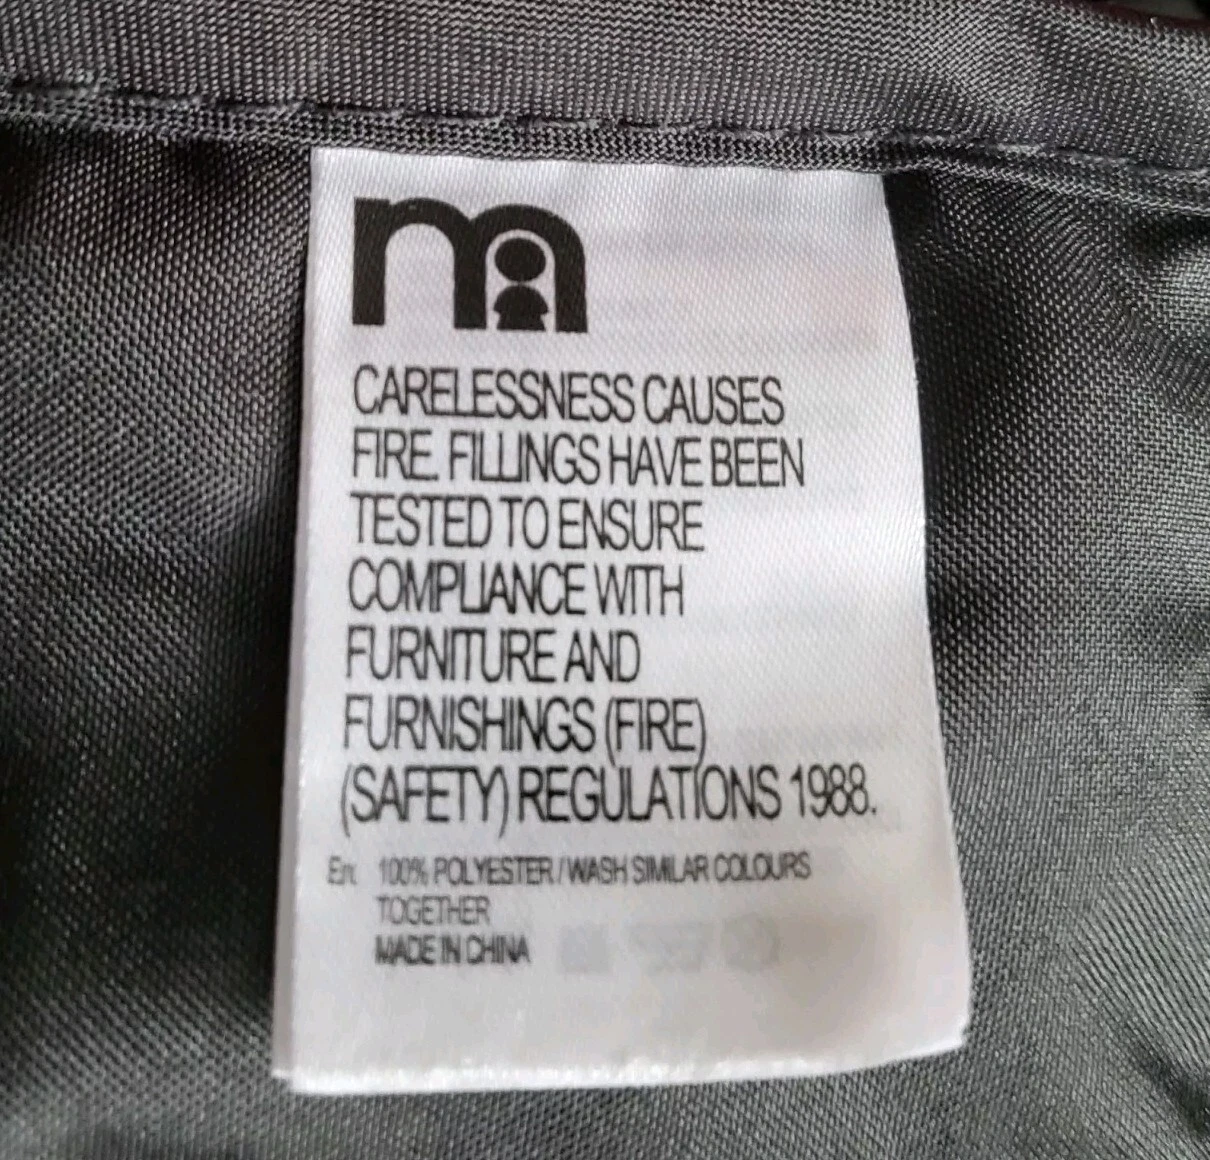 m
CARELESSNESS CAUSES
FIRE. FILLINGS HAVE BEEN
TESTED TO ENSURE
COMPLIANCE WITH
FURNITURE AND
FURNISHINGS (FIRE)
(SAFETY) REGULATIONS 1988.
En: 100% POLYESTER / WASH SIMILAR COLOURS
TOGETHER
MADE IN CHINA